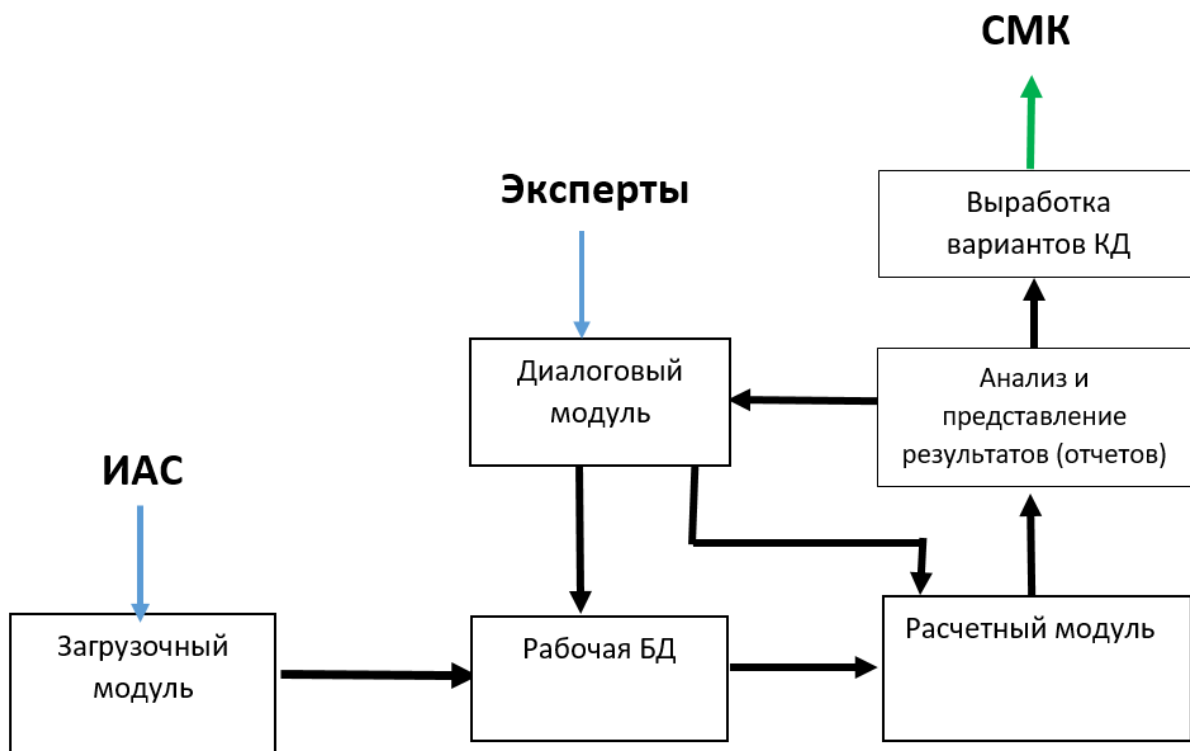 СМК
Эксперты
Выработка
вариантов КД
Диалоговый
модуль
Анализ и
представление
результатов (отчетов)
ИАС
Загрузочный
модуль
Рабочая БД
Расчетный модуль